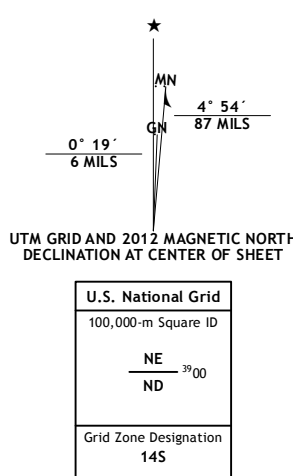 ★
MN
4° 54´
87 MILS
GN
0° 19´
6 MILS
UTM GRID AND 2012 MAGNETIC NORTH
DECLINATION AT CENTER OF SHEET
U.S. National Grid
100,000-m Square ID
NE
3900
ND
Grid Zone Designation
14S